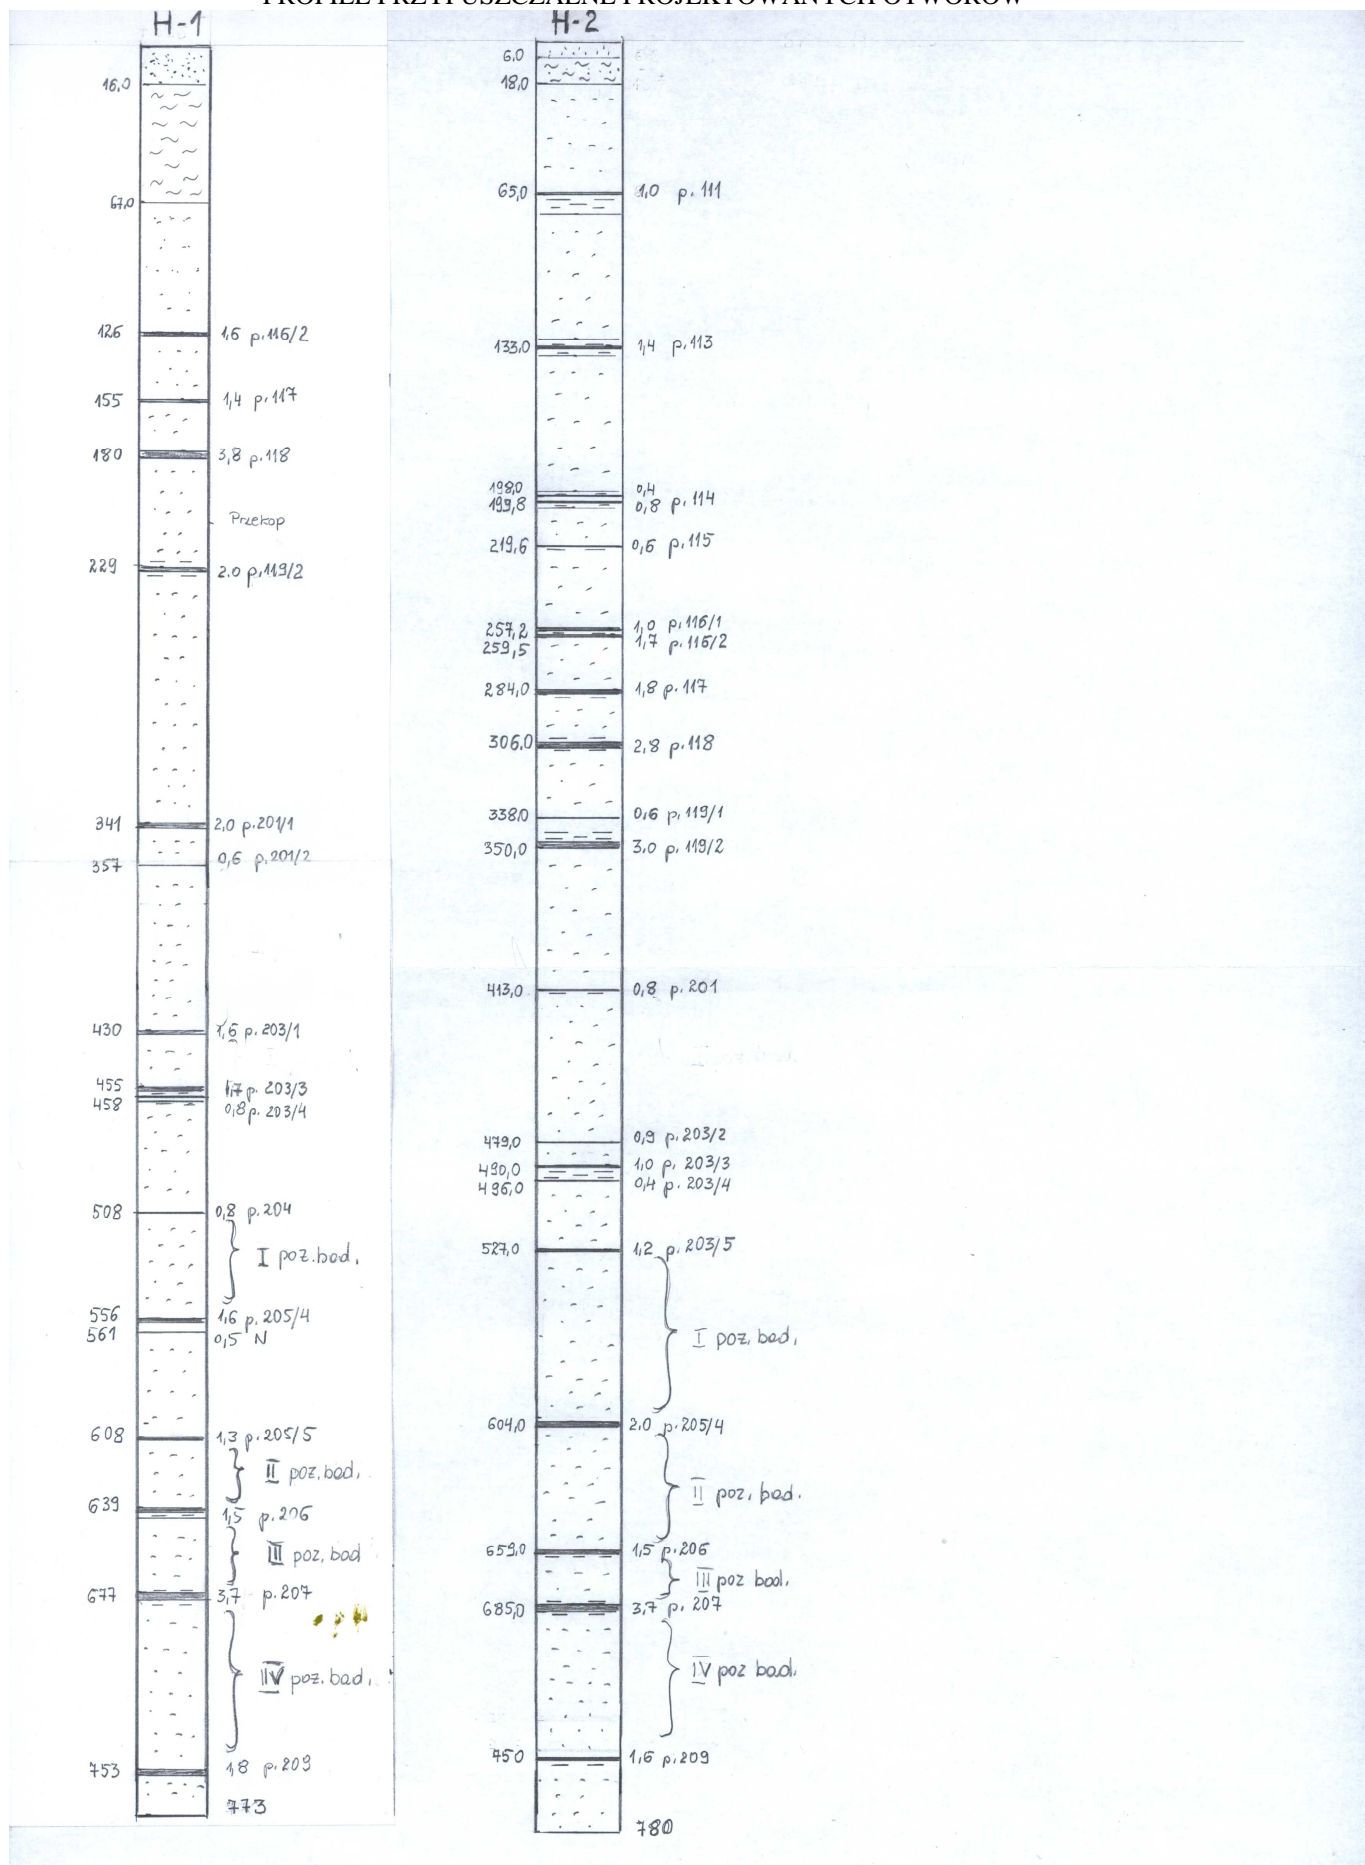 PROFILE PRZYPUSZCZALNE PROJEKTOWANYCH OTWORÓW
H-1
16,0
67,0
126 1,6 p.116/2
155 1,4 p.117
180 3,8 p.118
Przekop
229 2.0 p.119/2
341 2,0 p.201/1
357 0,6 p.201/2
430 1,6 p.203/1
455 1,7 p.203/3
458 0,8 p.203/4
508 0,8 p.204
I poz.bad.
556 1,6 p.205/4
561 0,5 N
608 1,3 p.205/5
II poz.bad.
639 1,5 p.206
III poz.bad
677 3,7 p.207
IV poz.bad.
753 1,8 p.209
773
H-2
6.0
18,0
65,0 1,0 p.111
133,0 1,4 p.113
198,0 0,4
199,8 0,8 p.114
219,6 0,6 p.115
257,2 1,0 p.116/1
259,5 1,7 p.116/2
284,0 1,8 p.117
306,0 2,8 p.118
338,0 0,6 p.119/1
350,0 3,0 p.119/2
413,0 0,8 p.201
479,0 0,9 p.203/2
490,0 1,0 p.203/3
496,0 0,4 p.203/4
527,0 1,2 p.203/5
I poz.bad.
604,0 2,0 p.205/4
II poz.bad.
659,0 1,5 p.206
III poz bad.
685,0 3,7 p.207
IV poz bad.
750 1,6 p.209
780